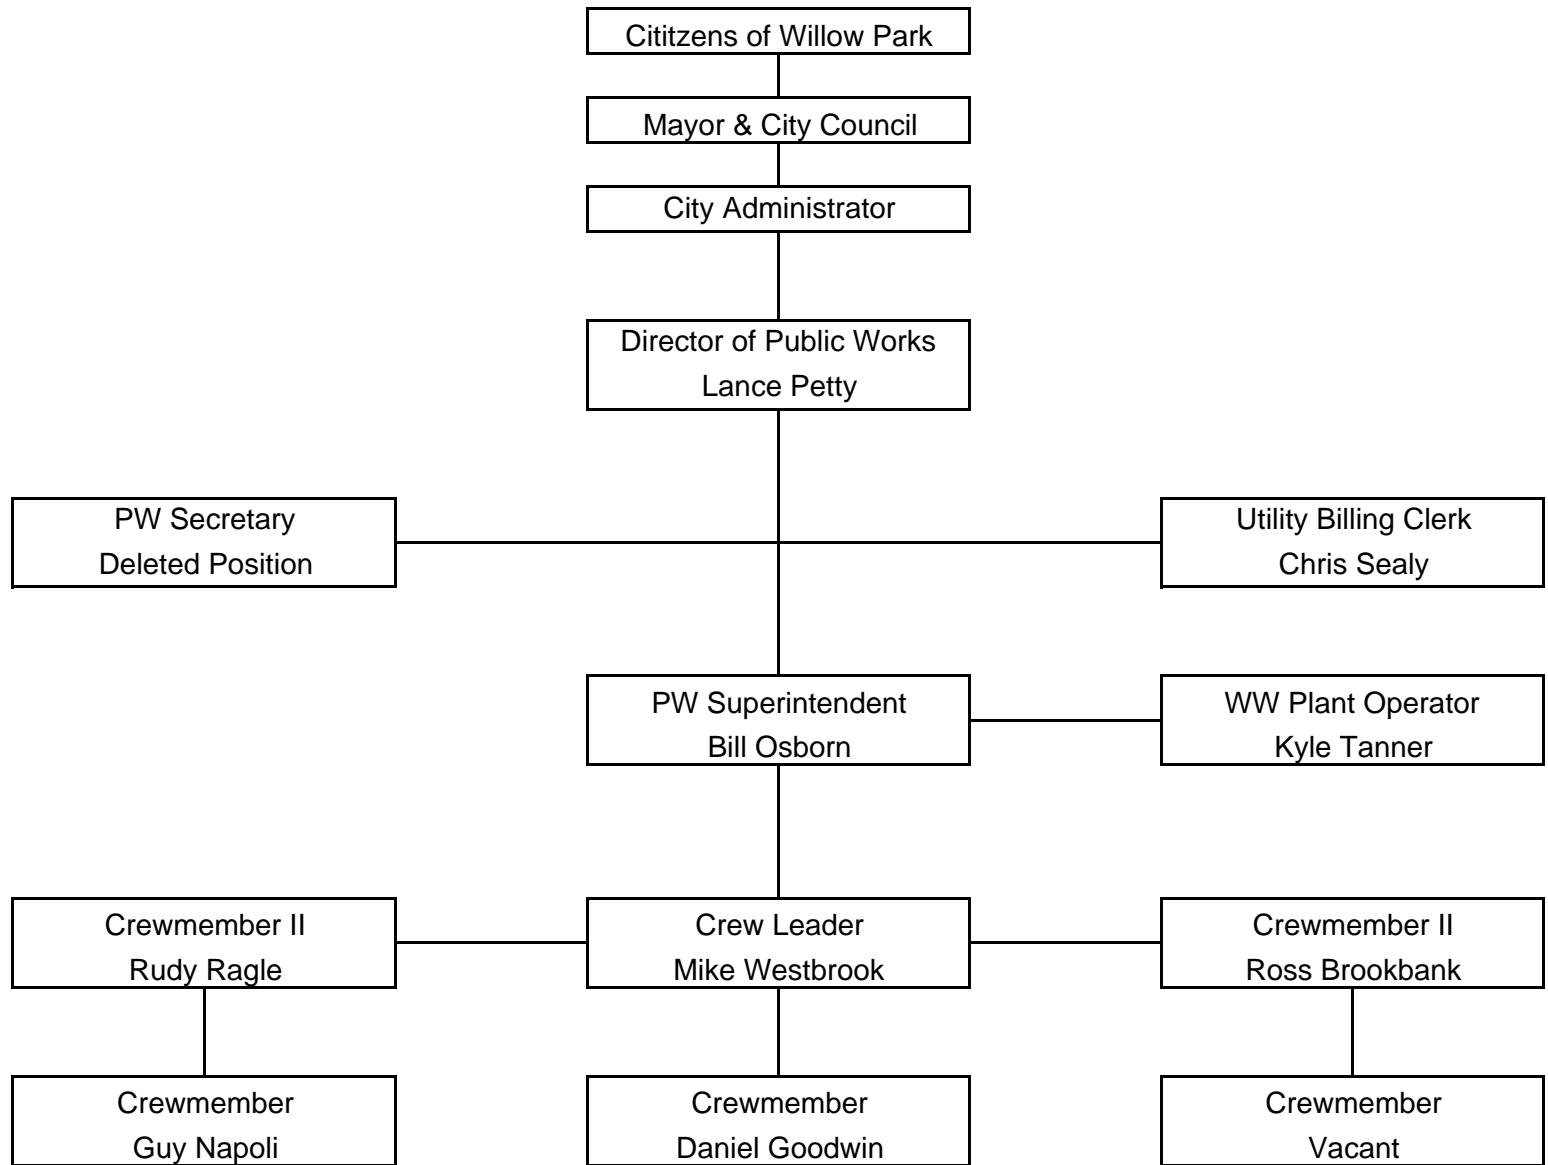 Cititzens of Willow Park
Mayor & City Council
City Administrator
Director of Public Works
Lance Petty
PW Secretary
Deleted Position
Utility Billing Clerk
Chris Sealy
PW Superintendent
Bill Osborn
WW Plant Operator
Kyle Tanner
Crewmember II
Rudy Ragle
Crew Leader
Mike Westbrook
Crewmember II
Ross Brookbank
Crewmember
Guy Napoli
Crewmember
Daniel Goodwin
Crewmember
Vacant